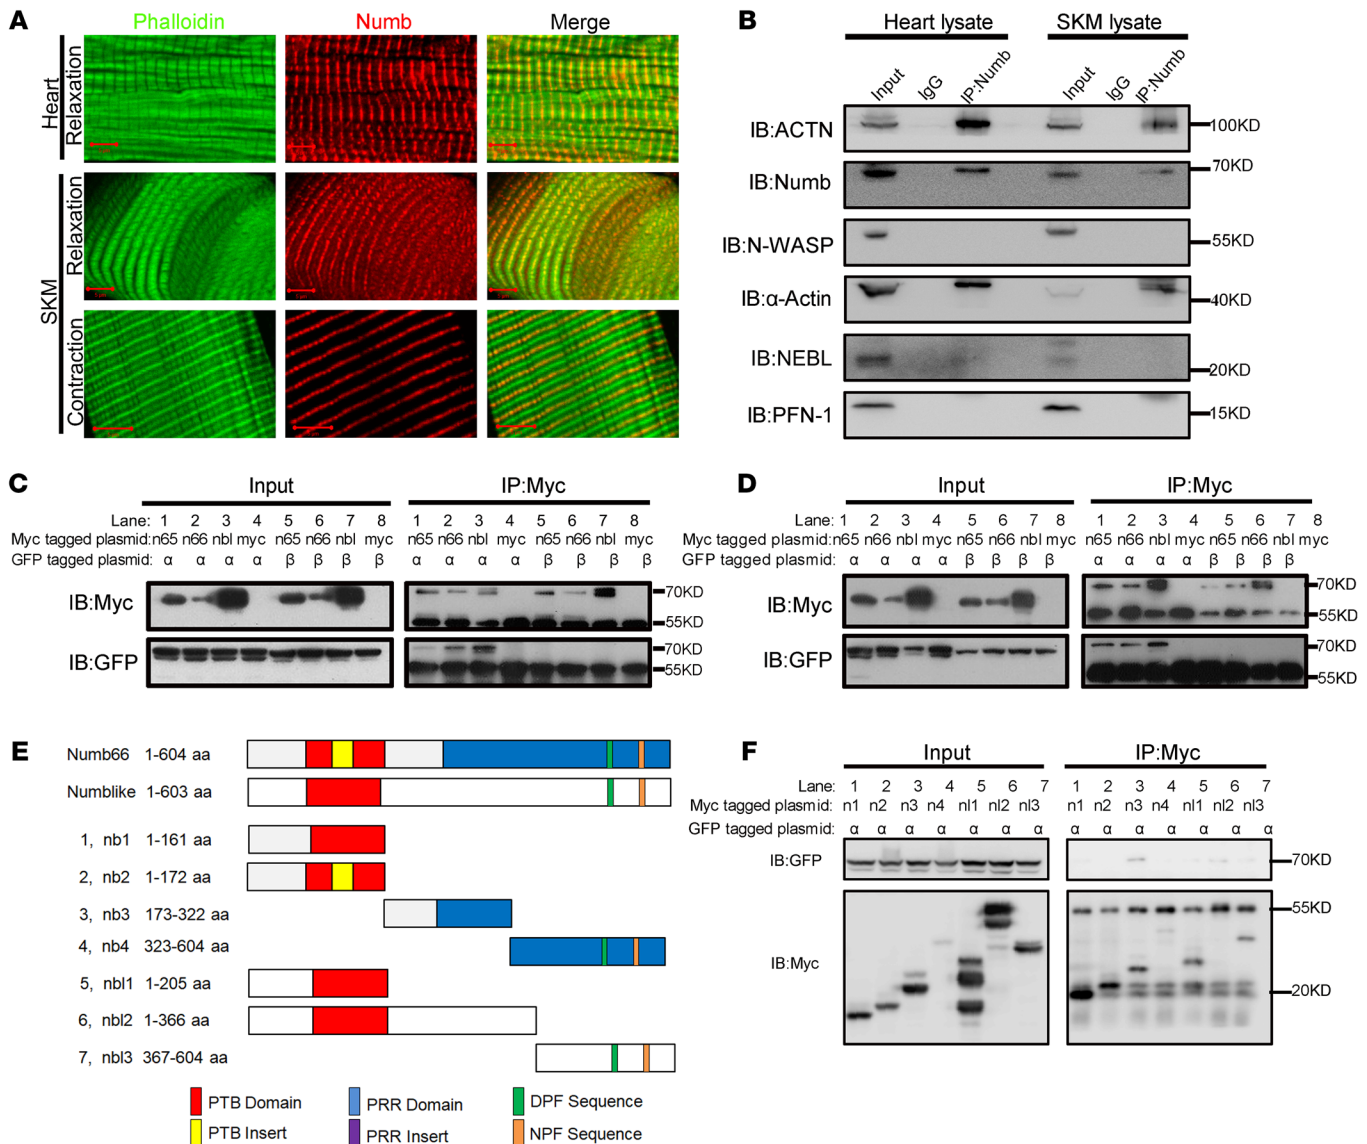 A
Phalloidin Numb Merge
Heart
Relaxation
SKM
Relaxation
Contraction
B
Heart lysate SKM lysate
Input IgG IP:Numb Input IgG IP:Numb
IB:ACTN 100KD
IB:Numb 70KD
IB:N-WASP 55KD
IB:α-Actin 40KD
IB:NEBL 20KD
IB:PFN-1 15KD
C
Input IP:Myc
Lane: 1 2 3 4 5 6 7 8 1 2 3 4 5 6 7 8
Myc tagged plasmid: n65 n66 nbl myc n65 n66 nbl myc n65 n66 nbl myc n65 n66 nbl myc
GFP tagged plasmid: α α α α β β β β α α α α β β β β
IB:Myc 70KD
55KD
IB:GFP 70KD
55KD
D
Input IP:Myc
Lane: 1 2 3 4 5 6 7 8 1 2 3 4 5 6 7 8
Myc tagged plasmid: n65 n66 nbl myc n65 n66 nbl myc n65 n66 nbl myc n65 n66 nbl myc
GFP tagged plasmid: α α α α β β β β α α α α β β β β
IB:Myc 70KD
55KD
IB:GFP 70KD
55KD
E
Numb66 1-604 aa
Numblike 1-603 aa
1, nb1 1-161 aa
2, nb2 1-172 aa
3, nb3 173-322 aa
4, nb4 323-604 aa
5, nbl1 1-205 aa
6, nbl2 1-366 aa
7, nbl3 367-604 aa
PTB Domain PRR Domain DPF Sequence
PTB Insert PRR Insert NPF Sequence
F
Input IP:Myc
Lane: 1 2 3 4 5 6 7 1 2 3 4 5 6 7
Myc tagged plasmid: n1 n2 n3 n4 nl1 nl2 nl3 n1 n2 n3 n4 nl1 nl2 nl3
GFP tagged plasmid: α α α α α α α α α α α α α α
IB:GFP 70KD
55KD
IB:Myc
20KD